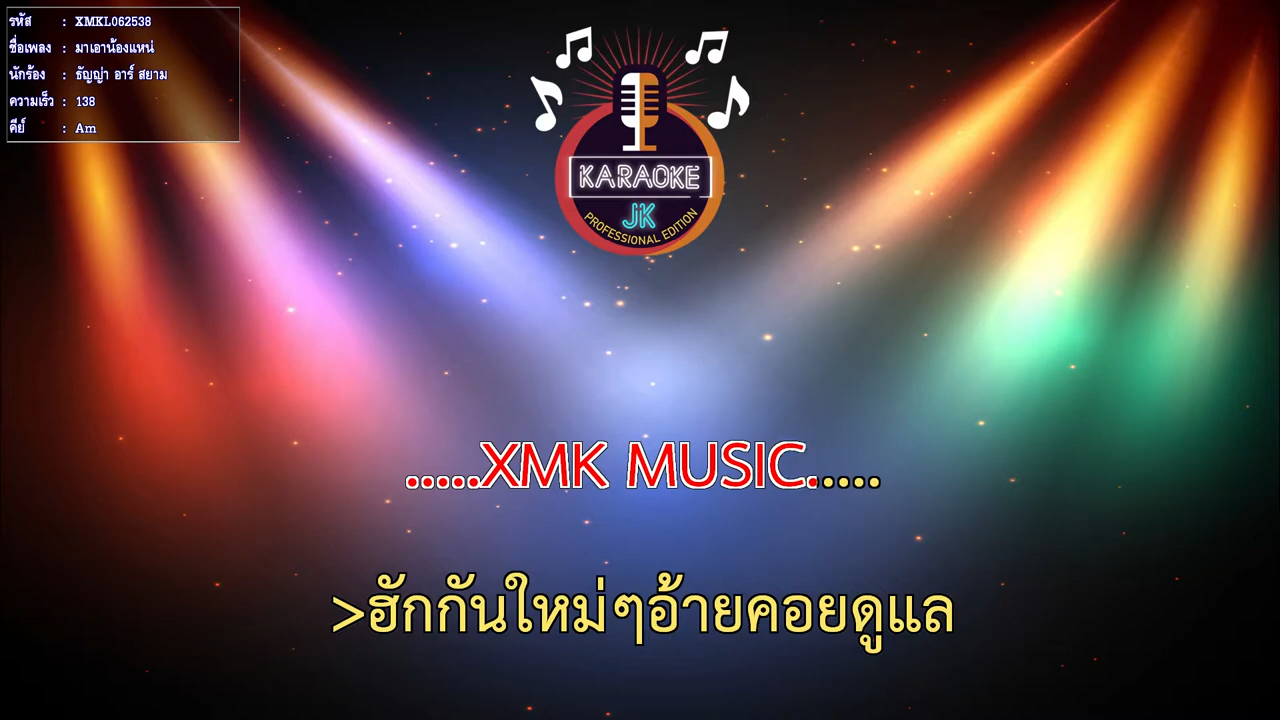 รหัส : XMKL062538
ชื่อเพลง : มาเอาน้องแหน่
นักร้อง : ธัญญ่า อาร์ สยาม
ความเร็ว : 138
คีย์ : Am
KARAOKE
JK
PROFESSIONAL EDITION
.....XMK MUSIC.....
>ฮักกันใหม่ๆอ้ายคอยดูแล